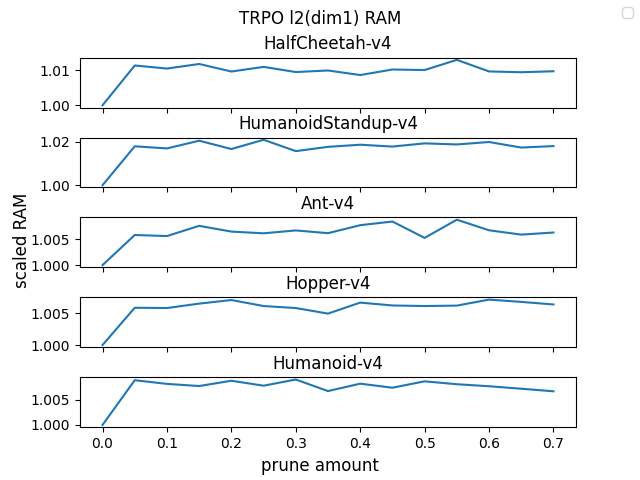 TRPO l2(dim1) RAM
HalfCheetah-v4
1.01
1.00
HumanoidStandup-v4
1.02
1.00
Ant-v4
1.005
1.000
scaled RAM
Hopper-v4
1.005
1.000
Humanoid-v4
1.005
1.000
0.0 0.1 0.2 0.3 0.4 0.5 0.6 0.7
prune amount